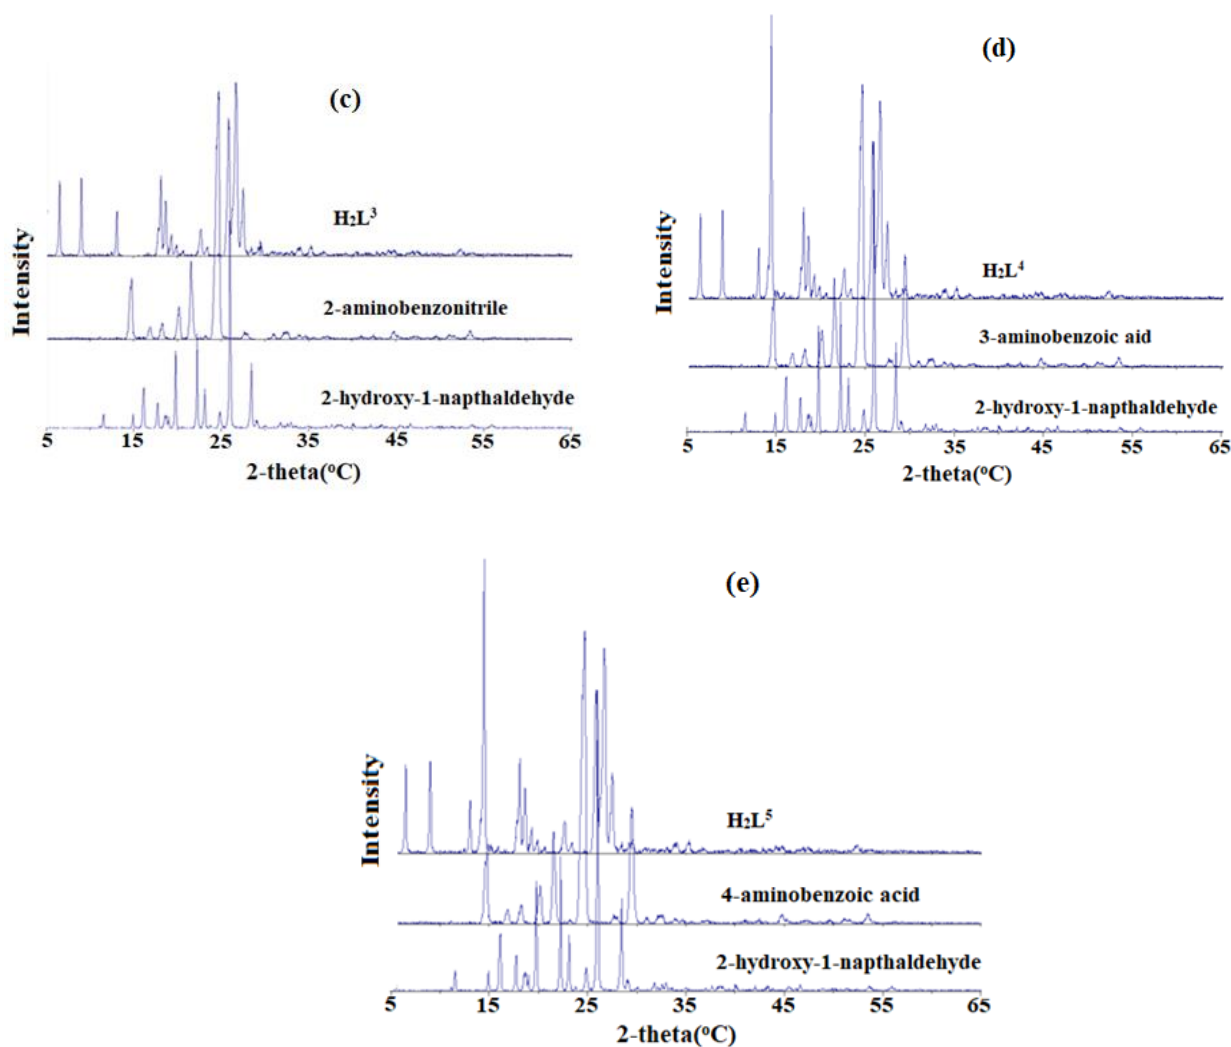 (c)
Intensity
H₂L³
2-aminobenzonitrile
2-hydroxy-1-napthaldehyde
5 15 25 35 45 55 65
2-theta(°C)
(d)
Intensity
H₂L⁴
3-aminobenzoic aid
2-hydroxy-1-napthaldehyde
5 15 25 35 45 55 65
2-theta(°C)
(e)
Intensity
H₂L⁵
4-aminobenzoic acid
2-hydroxy-1-napthaldehyde
5 15 25 35 45 55 65
2-theta(°C)